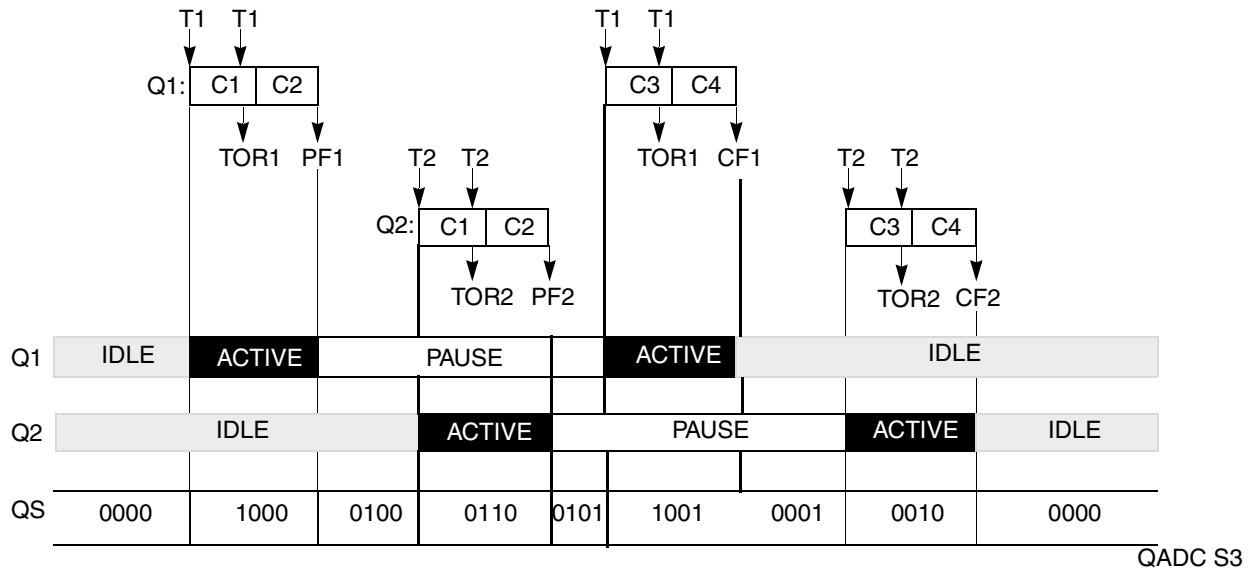 T1 T1 T1 T1
Q1: C1 C2 C3 C4
TOR1 PF1 T2 T2 TOR1 CF1 T2 T2
Q2: C1 C2 C3 C4
TOR2 PF2 TOR2 CF2
Q1 IDLE ACTIVE PAUSE ACTIVE IDLE
Q2 IDLE ACTIVE PAUSE ACTIVE IDLE
QS 0000 1000 0100 0110 0101 1001 0001 0010 0000
QADC S3